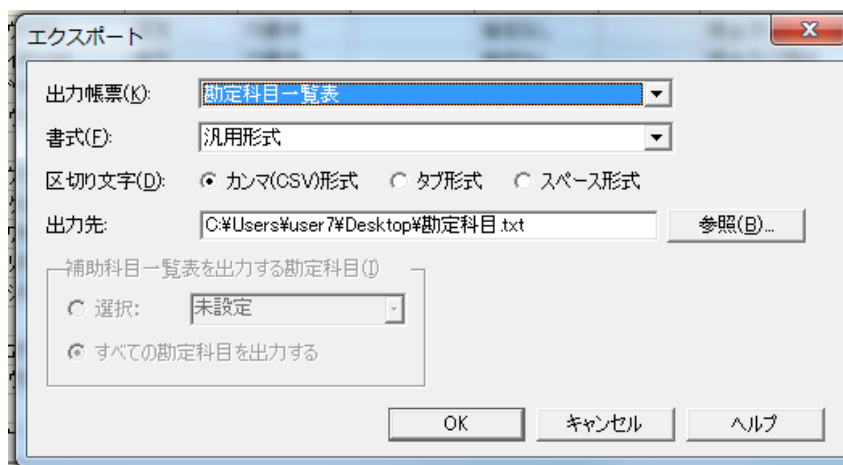 エクスポート
出力帳票(K): 勘定科目一覧表
書式(F): 汎用形式
区切り文字(D): カンマ(CSV)形式 タブ形式 スペース形式
出力先: C:¥Users¥user7¥Desktop¥勘定科目.txt 参照(B)...
補助科目一覧表を出力する勘定科目(I)
選択: 未設定
すべての勘定科目を出力する
OK キャンセル ヘルプ